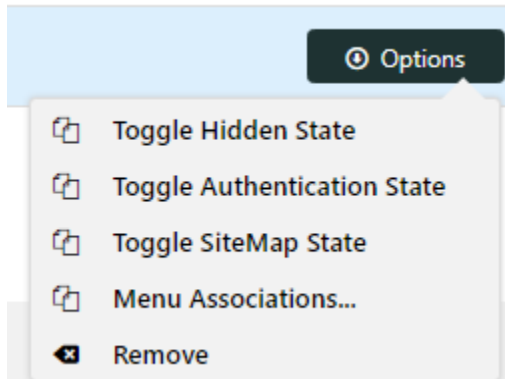 Options
Toggle Hidden State
Toggle Authentication State
Toggle SiteMap State
Menu Associations...
Remove